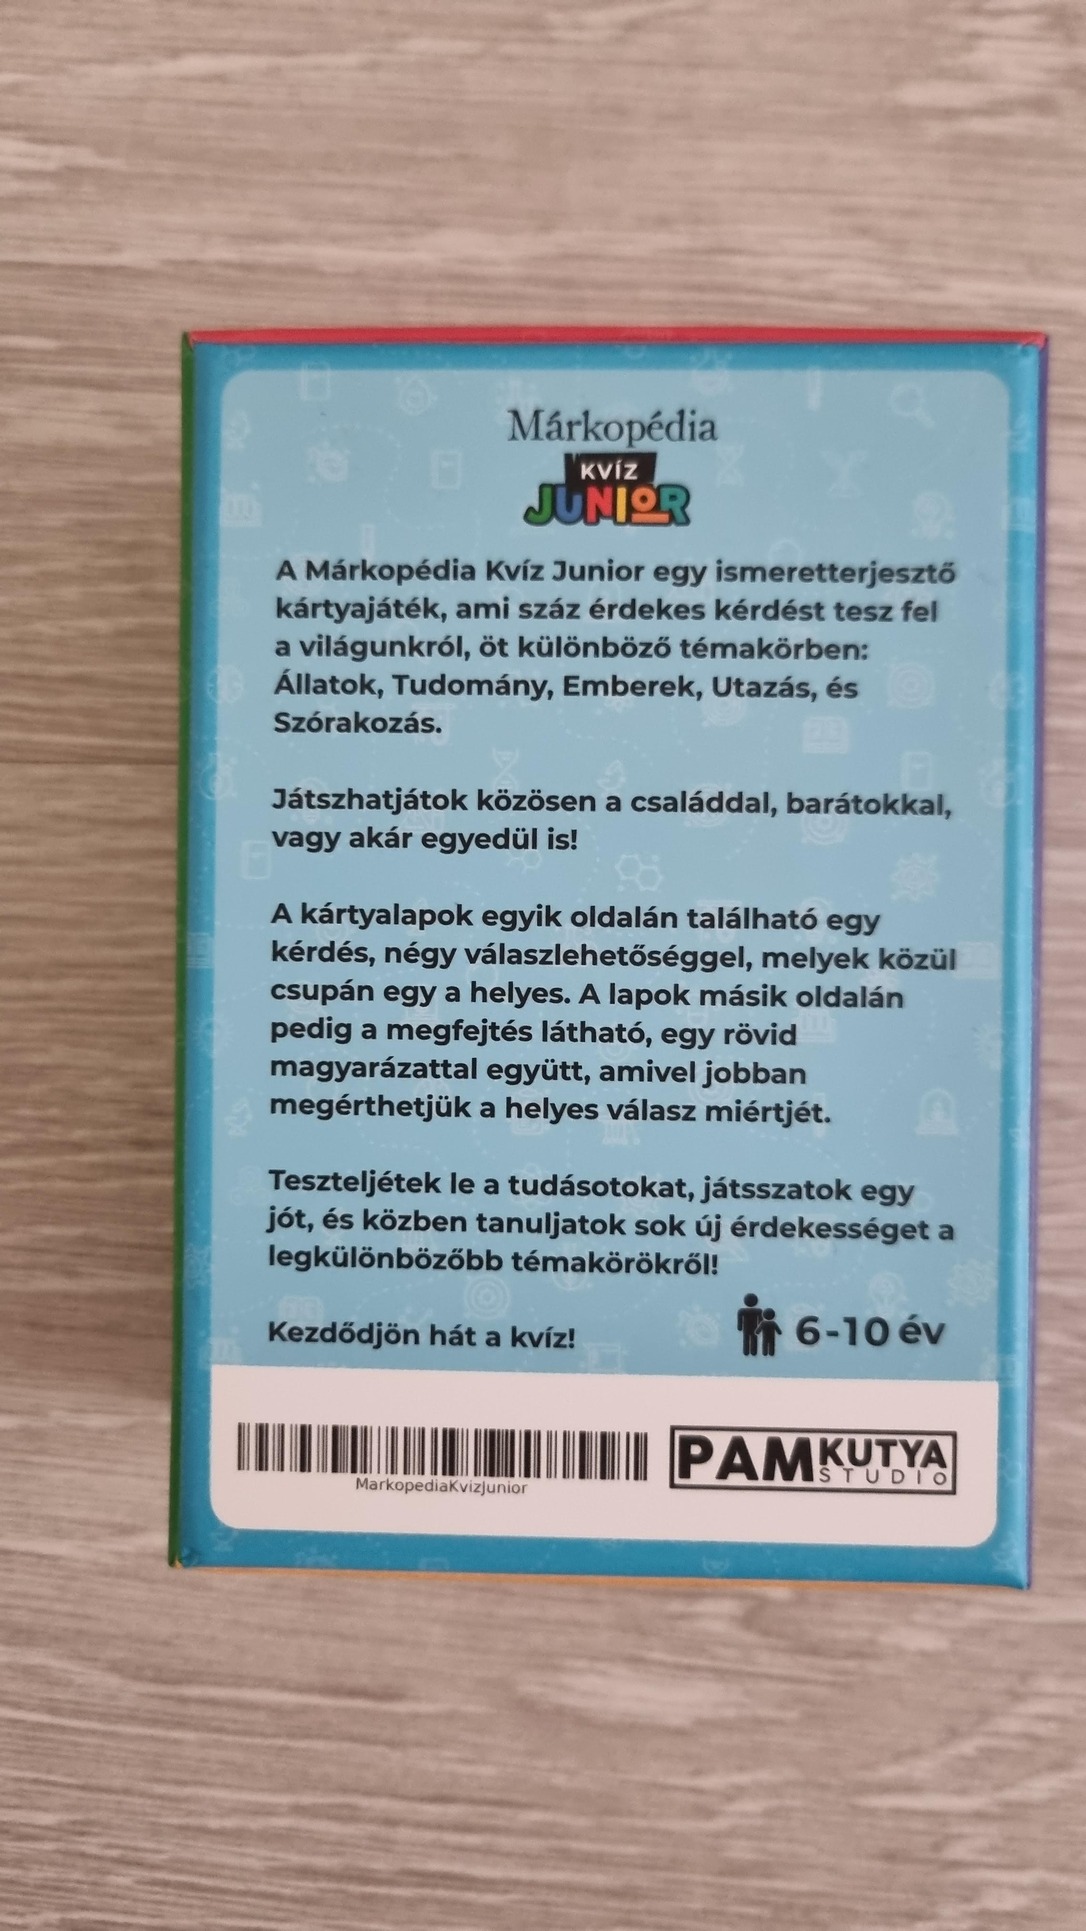 Márkopédia
KVÍZ
JUNIOR
A Márkopédia Kvíz Junior egy ismeretterjesztő
kártyajáték, ami száz érdekes kérdést tesz fel
a világunkról, öt különböző témakörben:
Állatok, Tudomány, Emberek, Utazás, és
Szórakozás.
Játszhatjátok közösen a családdal, barátokkal,
vagy akár egyedül is!
A kártyalapok egyik oldalán található egy
kérdés, négy válaszlehetőséggel, melyek közül
csupán egy a helyes. A lapok másik oldalán
pedig a megfejtés látható, egy rövid
magyarázattal együtt, amivel jobban
megérthetjük a helyes válasz miértjét.
Teszteljétek le a tudásotokat, játsszatok egy
jót, és közben tanuljatok sok új érdekességet a
legkülönbözőbb témakörökről!
Kezdődjön hát a kvíz!
6-10 év
MarkopediaKvizJunior
PAMKUTYA
STUDIO